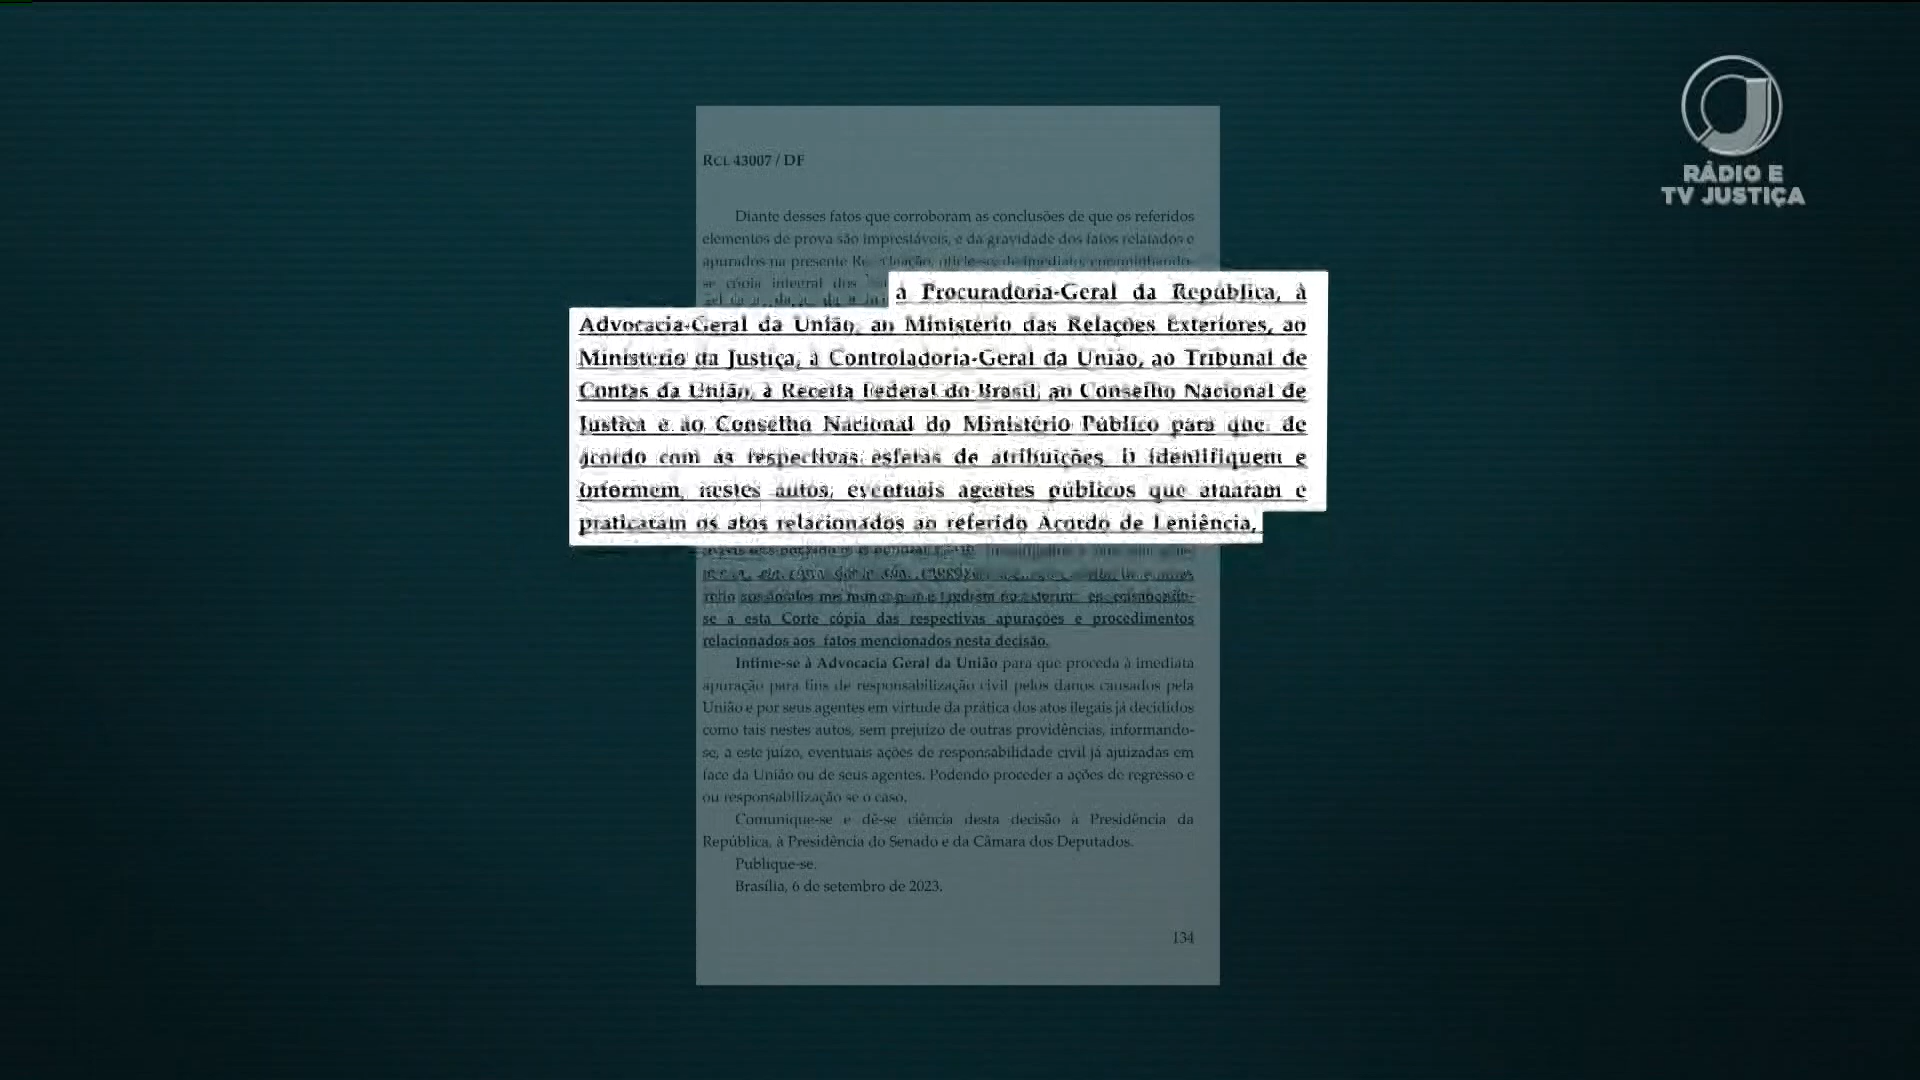 RÁDIO E
TV JUSTIÇA
RCL 43007 / DF
Diante desses fatos que corroboram as conclusões de que os referidos
elementos de prova são imprestáveis, e da gravidade dos fatos relatados e
apurados na presente
se cópia integral dos
à Procuradoria-Geral da República, à
Advocacia-Geral da União, ao Ministério das Relações Exteriores, ao
Ministério da Justiça, à Controladoria-Geral da União, ao Tribunal de
Contas da União, à Receita Federal do Brasil, ao Conselho Nacional de
Justiça e ao Conselho Nacional do Ministério Público para que, de
acordo com as respectivas esferas de atribuições, i) identifiquem e
informem, nestes autos, eventuais agentes públicos que atuaram e
praticaram os atos relacionados ao referido Acordo de Leniência,
se a esta Corte cópia das respectivas apurações e procedimentos
relacionados aos fatos mencionados nesta decisão.
Intime-se à Advocacia Geral da União para que proceda à imediata
apuração para fins de responsabilização civil pelos danos causados pela
União e por seus agentes em virtude da prática dos atos ilegais já decididos
como tais nestes autos, sem prejuízo de outras providências, informando-
se, a este juízo, eventuais ações de responsabilidade civil já ajuizadas em
face da União ou de seus agentes. Podendo proceder a ações de regresso e
ou responsabilização se o caso.
Comunique-se e dê-se ciência desta decisão à Presidência da
República, à Presidência do Senado e da Câmara dos Deputados.
Publique-se.
Brasília, 6 de setembro de 2023.
134